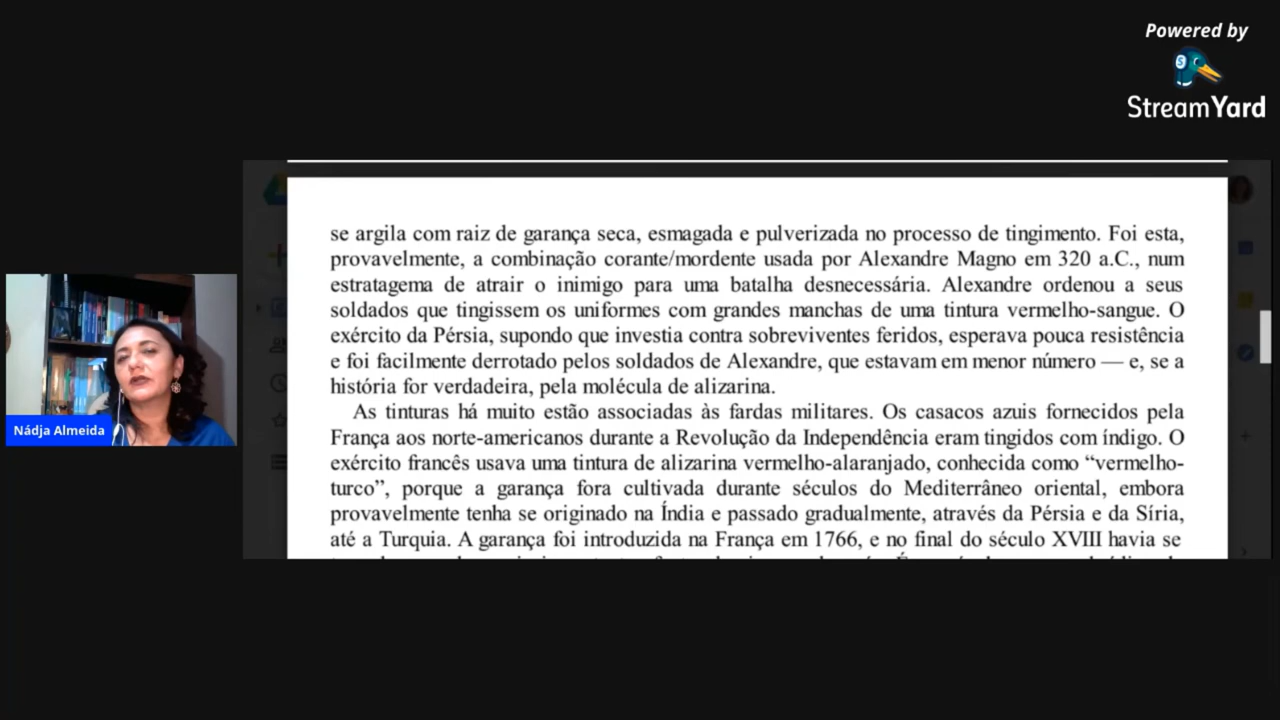 Powered by
StreamYard
se argila com raiz de garança seca, esmagada e pulverizada no processo de tingimento. Foi esta,
provavelmente, a combinação corante/mordente usada por Alexandre Magno em 320 a.C., num
estratagema de atrair o inimigo para uma batalha desnecessária. Alexandre ordenou a seus
soldados que tingissem os uniformes com grandes manchas de uma tintura vermelho-sangue. O
exército da Pérsia, supondo que investia contra sobreviventes feridos, esperava pouca resistência
e foi facilmente derrotado pelos soldados de Alexandre, que estavam em menor número — e, se a
história for verdadeira, pela molécula de alizarina.
As tinturas há muito estão associadas às fardas militares. Os casacos azuis fornecidos pela
França aos norte-americanos durante a Revolução da Independência eram tingidos com índigo. O
exército francês usava uma tintura de alizarina vermelho-alaranjado, conhecida como “vermelho-
turco”, porque a garança fora cultivada durante séculos do Mediterrâneo oriental, embora
provavelmente tenha se originado na Índia e passado gradualmente, através da Pérsia e da Síria,
até a Turquia. A garança foi introduzida na França em 1766, e no final do século XVIII havia se
Nádja Almeida